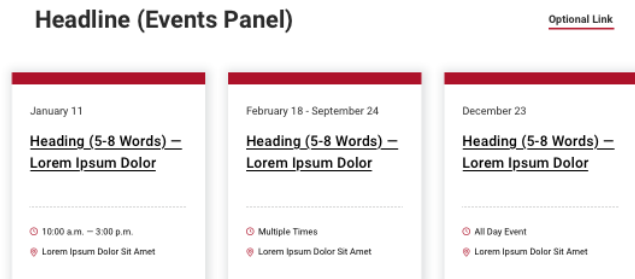 Headline (Events Panel)
Optional Link
January 11
Heading (5-8 Words) —
Lorem Ipsum Dolor
10:00 a.m. — 3:00 p.m.
Lorem Ipsum Dolor Sit Amet
February 18 - September 24
Heading (5-8 Words) —
Lorem Ipsum Dolor
Multiple Times
Lorem Ipsum Dolor Sit Amet
December 23
Heading (5-8 Words) —
Lorem Ipsum Dolor
All Day Event
Lorem Ipsum Dolor Sit Amet